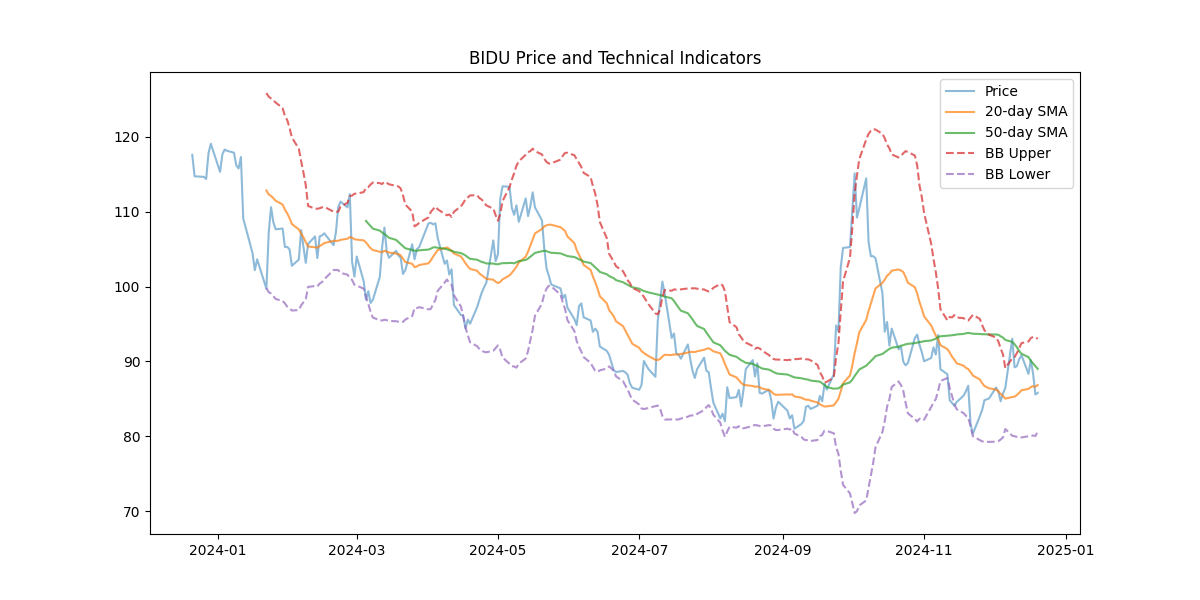 BIDU Price and Technical Indicators
Price
20-day SMA
50-day SMA
BB Upper
BB Lower
120
110
100
90
80
70
2024-01
2024-03
2024-05
2024-07
2024-09
2024-11
2025-01